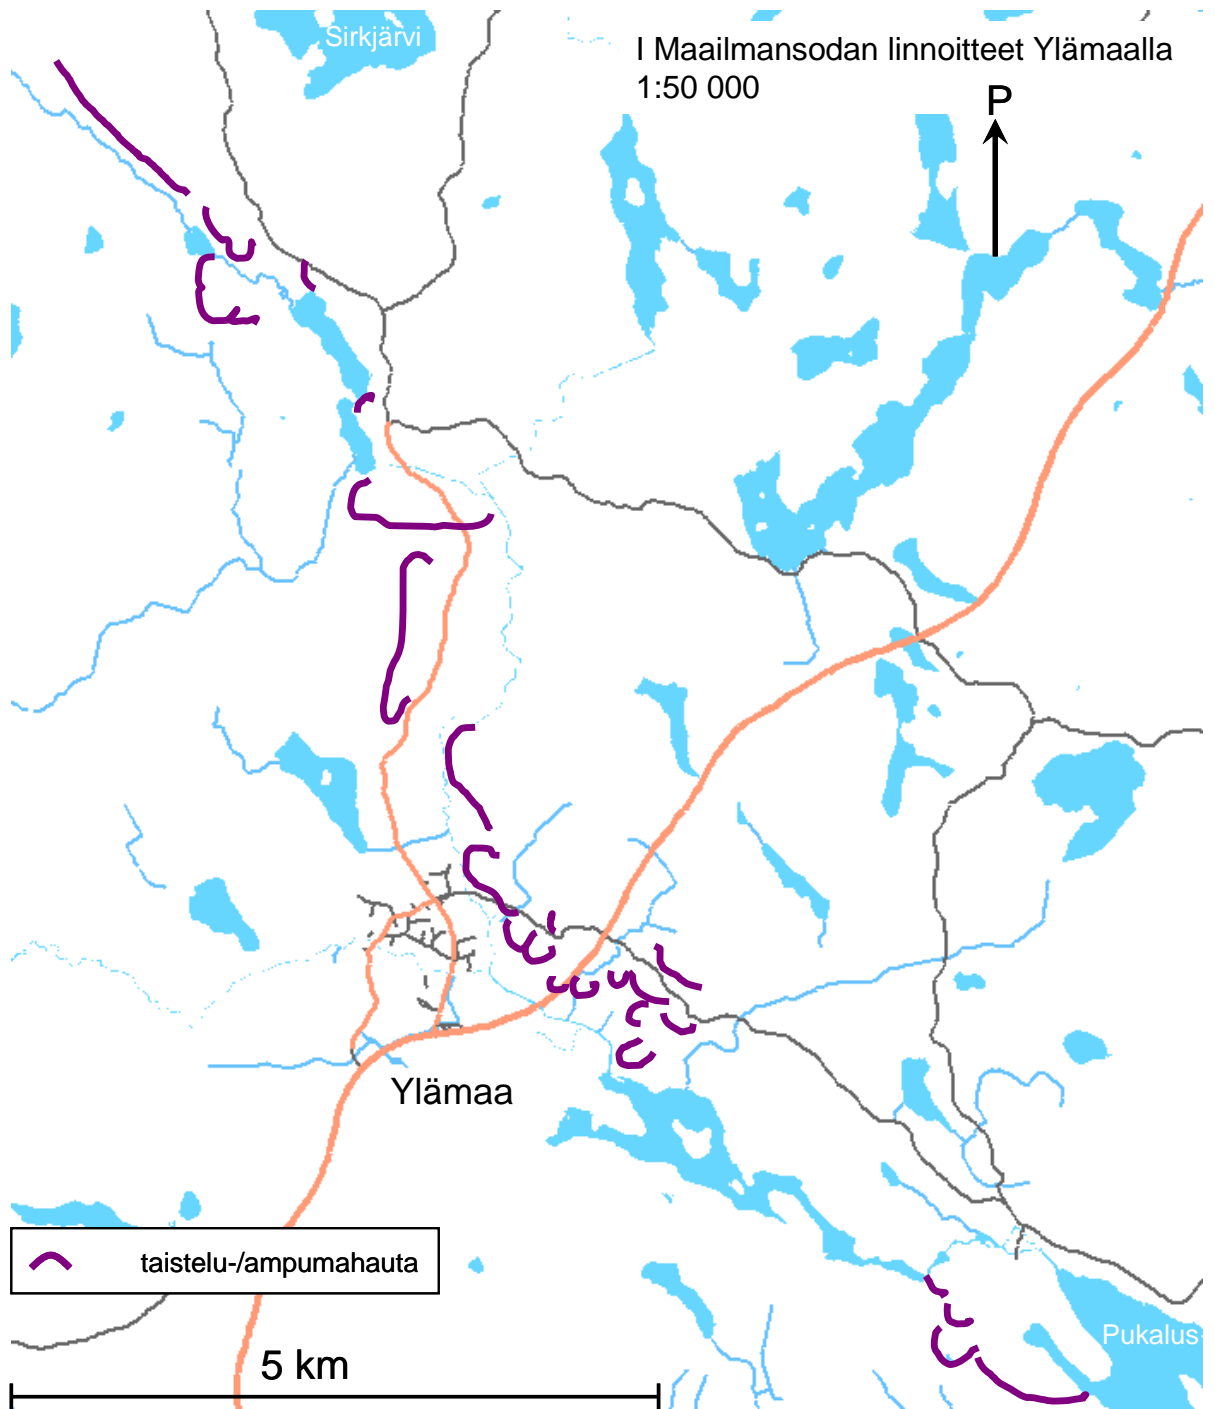 Sirkjärvi
I Maailmansodan linnoitteet Ylämaalla
1:50 000
P
Ylämaa
taistelu-/ampumahauta
Pukalus
5 km